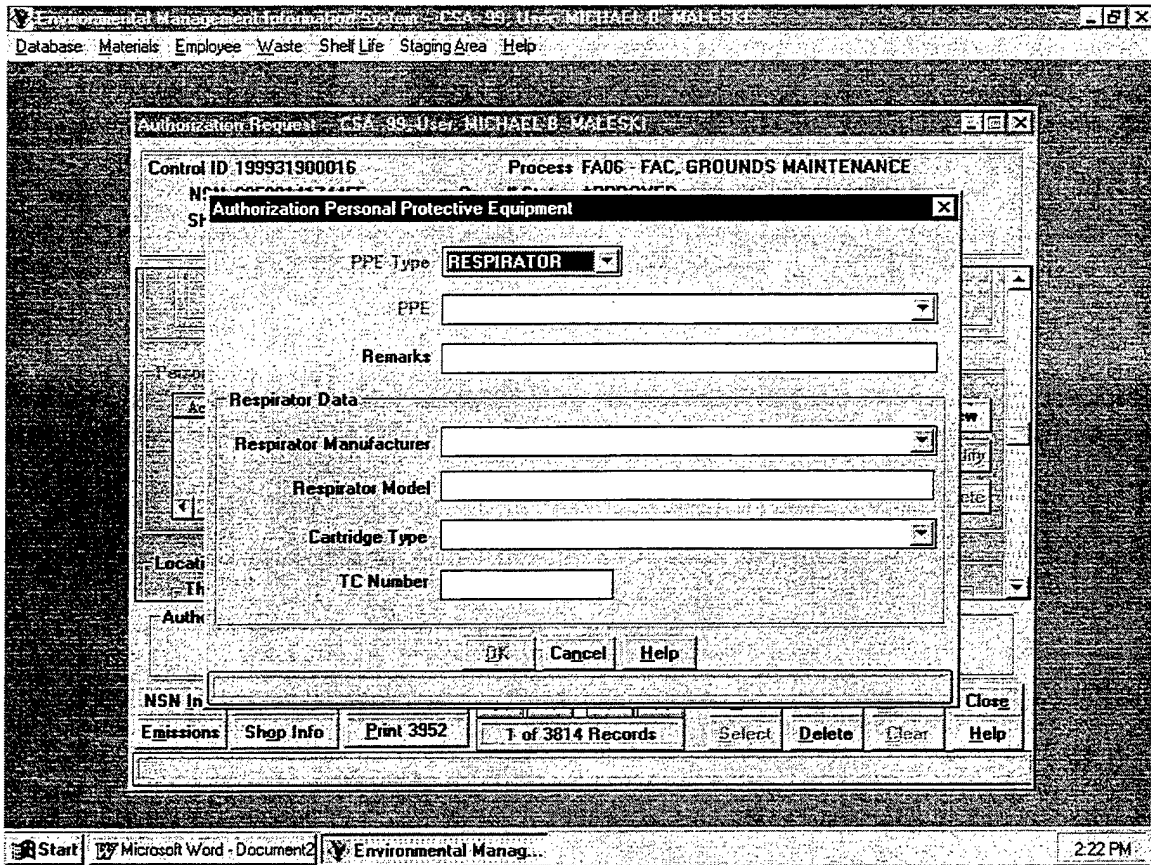 Environmental Management Information System - CSA: 99, User: MICHAEL B. MALESKI
Database Materials Employee Waste Shelf Life Staging Area Help
Authorization Request - CSA: 99, User: MICHAEL B. MALESKI
Control ID 199931900016 Process FA06 - FAC, GROUNDS MAINTENANCE
Authorization Personal Protective Equipment
PPE Type RESPIRATOR
PPE
Remarks
Respirator Data
Respirator Manufacturer
Respirator Model
Cartridge Type
TC Number
OK Cancel Help
NSN In Close
Emissions Shop Info Print 3952 1 of 3814 Records Select Delete Clear Help
Start Microsoft Word - Document2 Environmental Manag... 2:22 PM